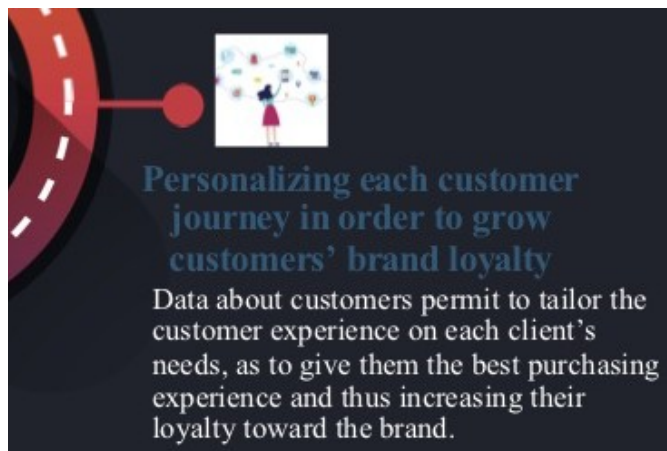 Personalizing each customer
journey in order to grow
customers’ brand loyalty
Data about customers permit to tailor the
customer experience on each client’s
needs, as to give them the best purchasing
experience and thus increasing their
loyalty toward the brand.